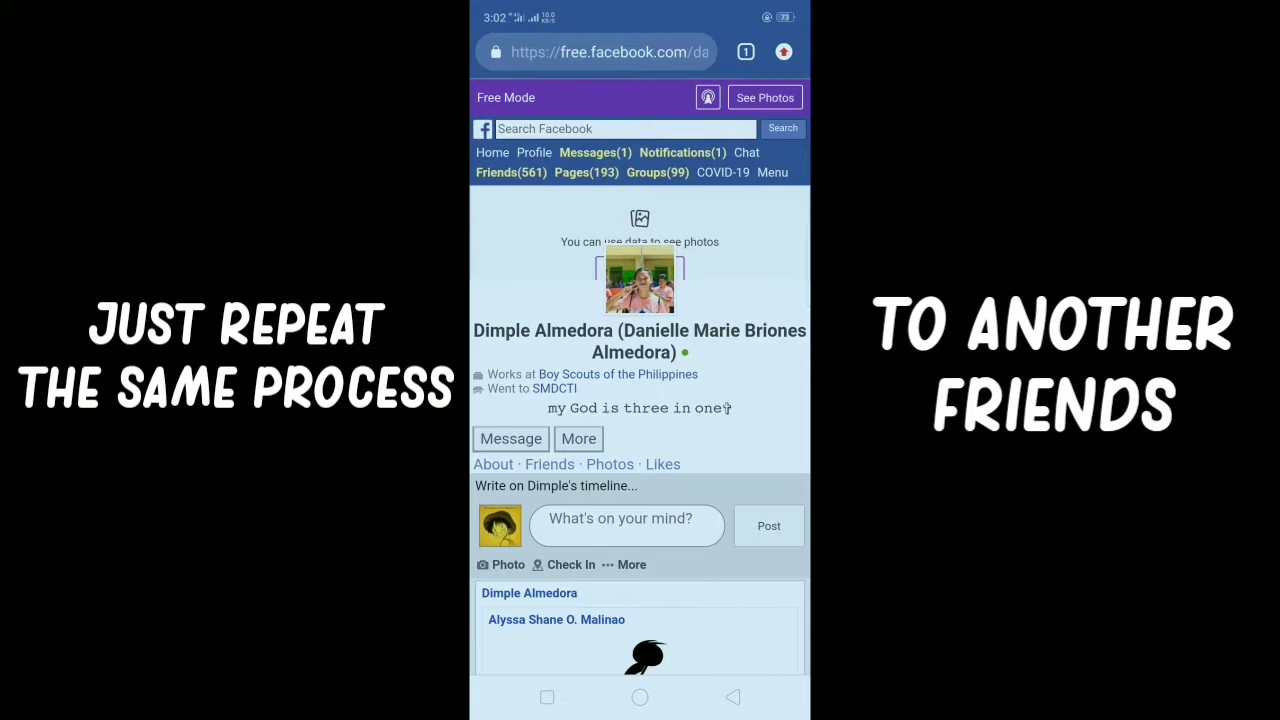 3:02
10.0
KB/S
73
https://free.facebook.com/da
1
Free Mode
See Photos
Search Facebook
Search
Home Profile Messages(1) Notifications(1) Chat
Friends(561) Pages(193) Groups(99) COVID-19 Menu
You can use data to see photos
Dimple Almedora (Danielle Marie Briones
Almedora)
Works at Boy Scouts of the Philippines
Went to SMDCTI
my God is three in one✞
Message More
About · Friends · Photos · Likes
Write on Dimple's timeline...
What's on your mind?
Post
Photo Check In ··· More
Dimple Almedora
Alyssa Shane O. Malinao
JUST REPEAT
THE SAME PROCESS
TO ANOTHER
FRIENDS